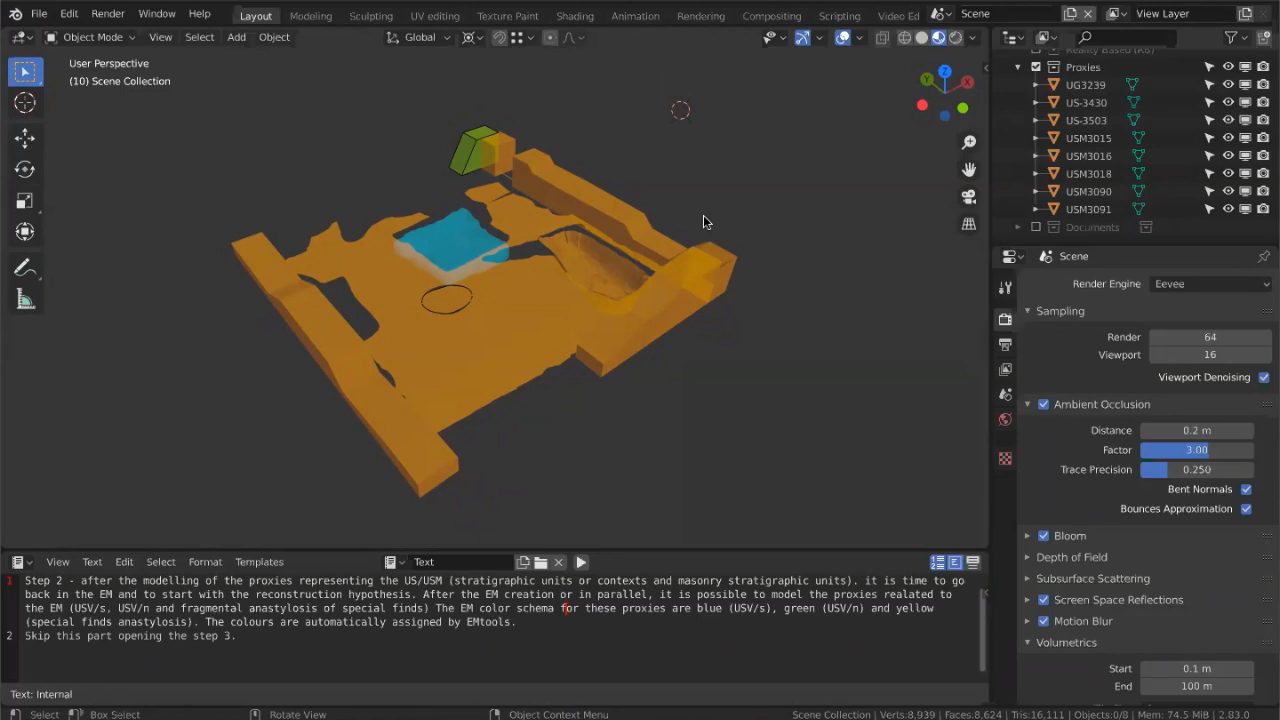 File Edit Render Window Help Layout Modeling Sculpting UV editing Texture Paint Shading Animation Rendering Compositing Scripting Video Ed Scene View Layer
Object Mode View Select Add Object Global
User Perspective
(10) Scene Collection
Reality Based (RB)
Proxies
UG3239
US-3430
US-3503
USM3015
USM3016
USM3018
USM3090
USM3091
Documents
Z
Y
X
Scene
Render Engine Eevee
Sampling
Render 64
Viewport 16
Viewport Denoising
Ambient Occlusion
Distance 0.2 m
Factor 3.00
Trace Precision 0.250
Bent Normals
Bounces Approximation
Bloom
Depth of Field
Subsurface Scattering
Screen Space Reflections
Motion Blur
Volumetrics
Start 0.1 m
End 100 m
View Text Edit Select Format Templates Text
1 Step 2 - after the modelling of the proxies representing the US/USM (stratigraphic units or contexts and masonry stratigraphic units). it is time to go
back in the EM and to start with the reconstruction hypothesis. After the EM creation or in parallel, it is possible to model the proxies realated to
the EM (USV/s, USV/n and fragmental anastylosis of special finds) The EM color schema for these proxies are blue (USV/s), green (USV/n) and yellow
(special finds anastylosis). The colours are automatically assigned by EMtools.
2 Skip this part opening the step 3.
Text: Internal
Select Box Select Rotate View Object Context Menu Scene Collection | Verts:8,939 | Faces:8,624 | Tris:16,111 | Objects:0/8 | Mem: 74.5 MiB | 2.83.0